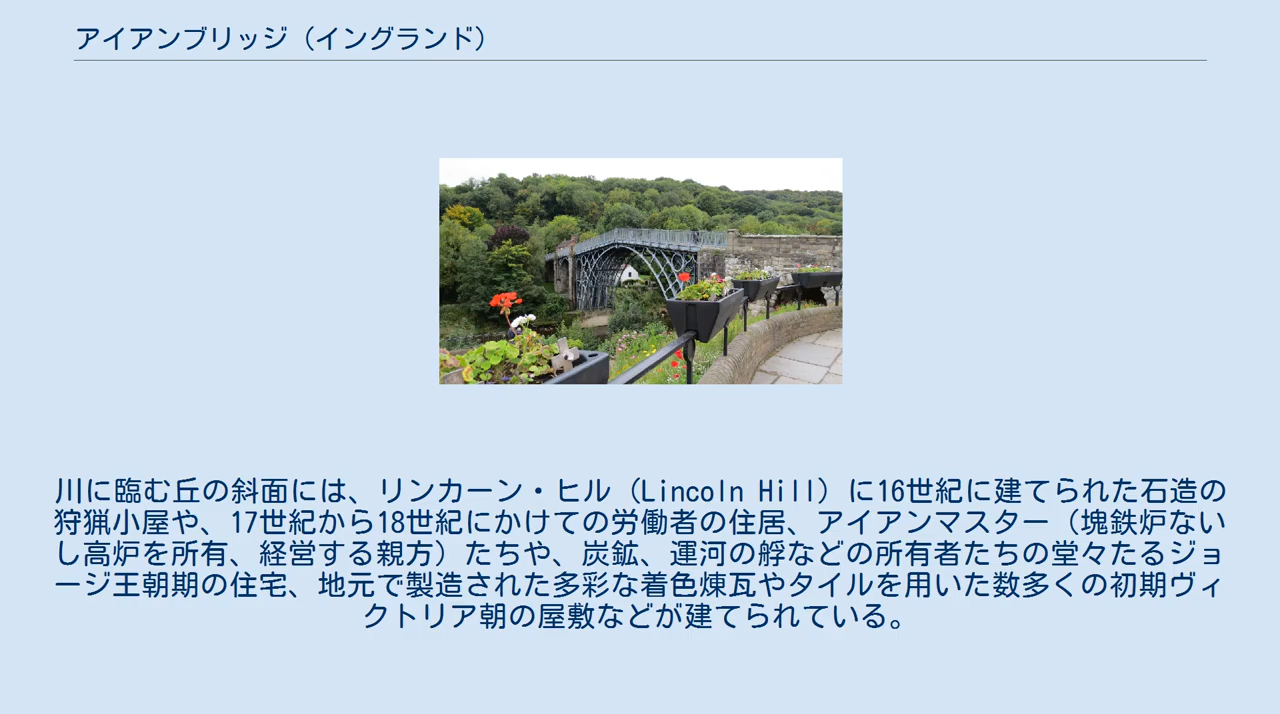 アイアンブリッジ（イングランド）
川に臨む丘の斜面には、リンカーン・ヒル（Lincoln Hill）に16世紀に建てられた石造の
狩猟小屋や、17世紀から18世紀にかけての労働者の住居、アイアンマスター（塊鉄炉ない
し高炉を所有、経営する親方）たちや、炭鉱、運河の艀などの所有者たちの堂々たるジョ
ージ王朝期の住宅、地元で製造された多彩な着色煉瓦やタイルを用いた数多くの初期ヴィ
クトリア朝の屋敷などが建てられている。